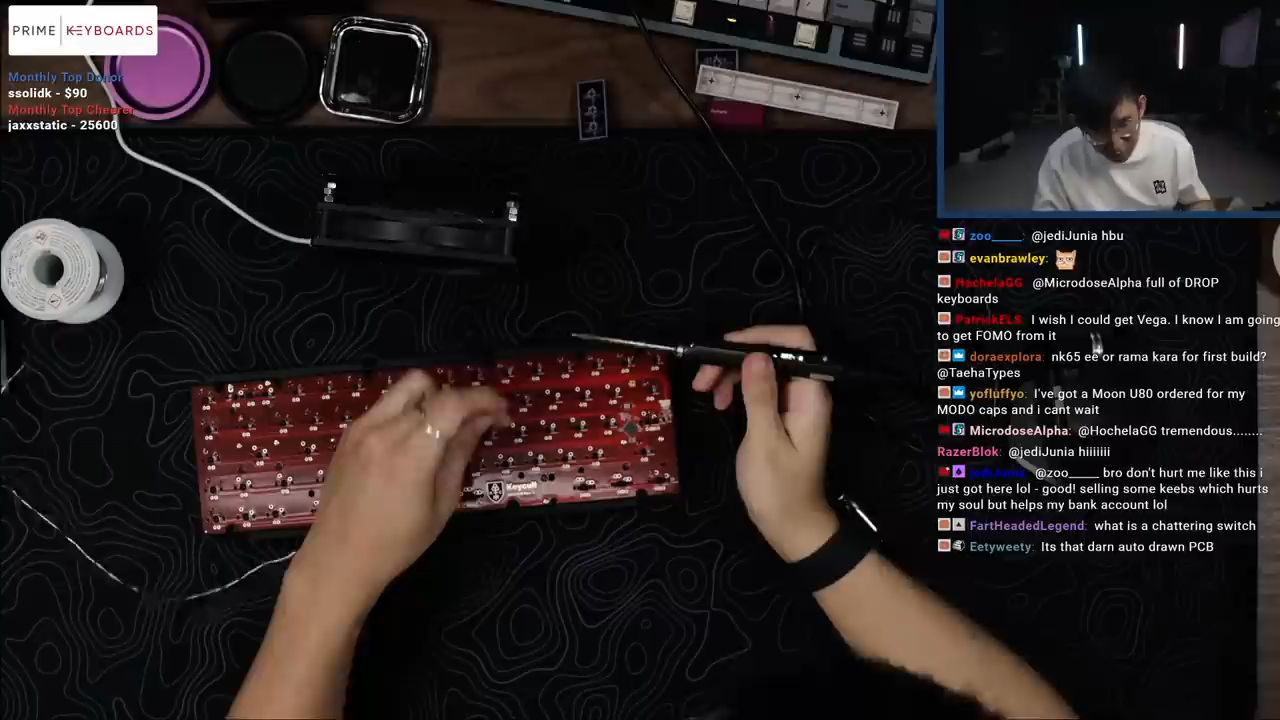 PRIME KEYBOARDS
Monthly Top Donor
ssolidk - $90
Monthly Top Cheerer
jaxxstatic - 25600
Keycult
zoo_____: @jediJunia hbu
evanbrawley:
HochelaGG @MicrodoseAlpha full of DROP
keyboards
PatrickELS I wish I could get Vega. I know I am going
to get FOMO from it
doraexplora: nk65 ee or rama kara for first build?
@TaehaTypes
yofluffyo: I've got a Moon U80 ordered for my
MODO caps and i cant wait
MicrodoseAlpha: @HochelaGG tremendous........
RazerBlok: @jediJunia hiiiiiii
jediJunia: @zoo_____ bro don't hurt me like this i
just got here lol - good! selling some keebs which hurts
my soul but helps my bank account lol
FartHeadedLegend: what is a chattering switch
Eetyweety: Its that darn auto drawn PCB